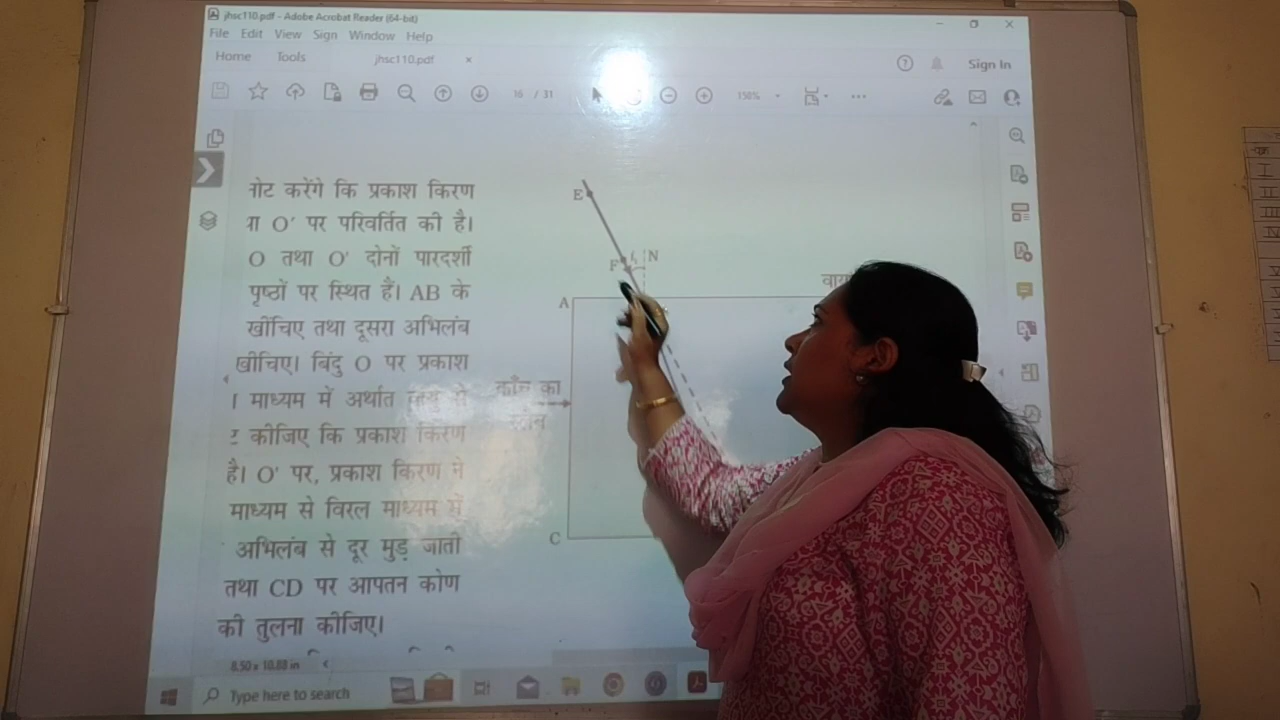 jhsc110.pdf - Adobe Acrobat Reader (64-bit)
File Edit View Sign Window Help
Home Tools jhsc110.pdf ×
Sign In
16 / 31
150%
नोट करेंगे कि प्रकाश किरण
O′ पर परिवर्तित की है।
O तथा O′ दोनों पारदर्शी
पृष्ठों पर स्थित हैं। AB के
खींचिए तथा दूसरा अभिलंब
खींचिए। बिंदु O पर प्रकाश
माध्यम में अर्थात
कीजिए कि प्रकाश किरण
है। O′ पर, प्रकाश किरण ने
माध्यम से विरल माध्यम में
अभिलंब से दूर मुड़ जाती
तथा CD पर आपतन कोण
की तुलना कीजिए।
E
F
i₁
N
A
काँच का
C
8.50 x 10.88 in
Type here to search